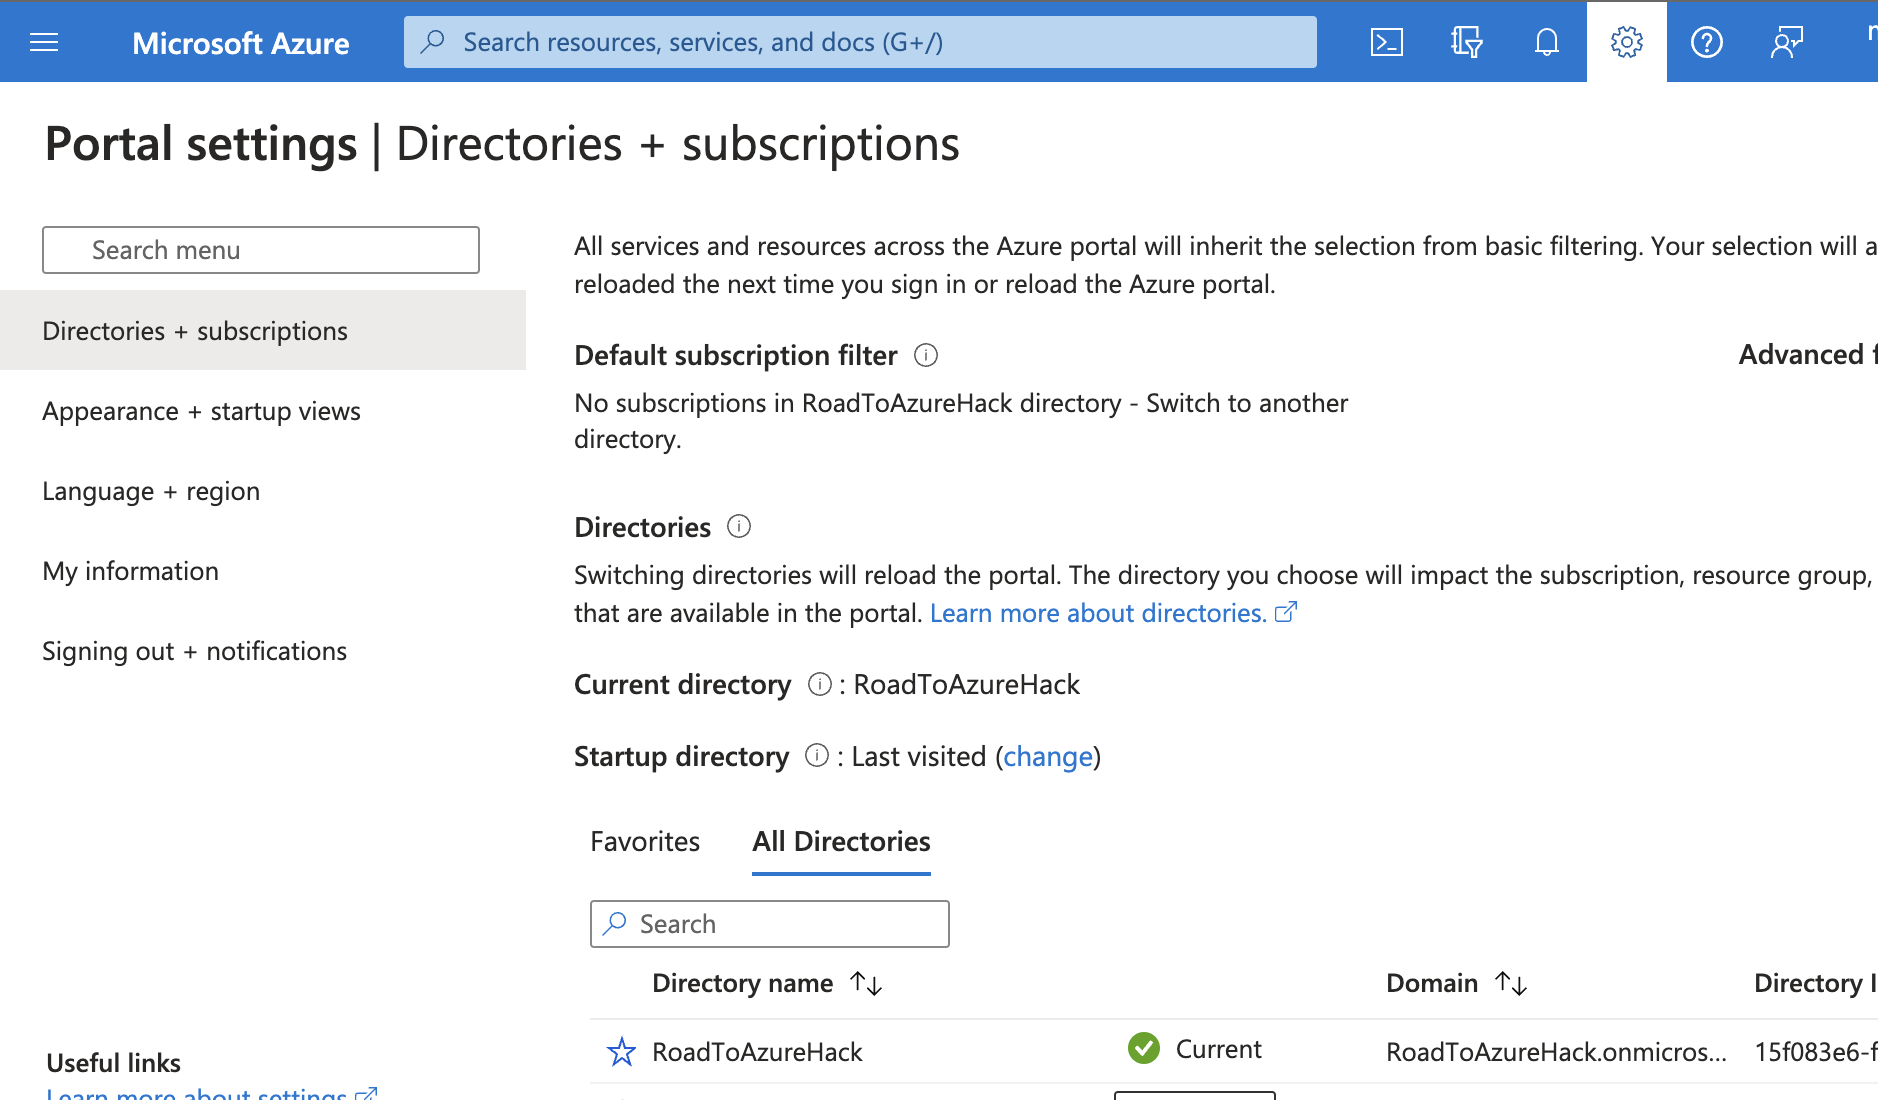 Microsoft Azure
Search resources, services, and docs (G+/)
Portal settings | Directories + subscriptions
Search menu
Directories + subscriptions
Appearance + startup views
Language + region
My information
Signing out + notifications
Useful links
Learn more about settings
All services and resources across the Azure portal will inherit the selection from basic filtering. Your selection will
reloaded the next time you sign in or reload the Azure portal.
Default subscription filter
Advanced
No subscriptions in RoadToAzureHack directory - Switch to another
directory.
Directories
Switching directories will reload the portal. The directory you choose will impact the subscription, resource group,
that are available in the portal. Learn more about directories.
Current directory : RoadToAzureHack
Startup directory : Last visited (change)
Favorites
All Directories
Search
Directory name
Domain
Directory
RoadToAzureHack
Current
RoadToAzureHack.onmicros...
15f083e6-f